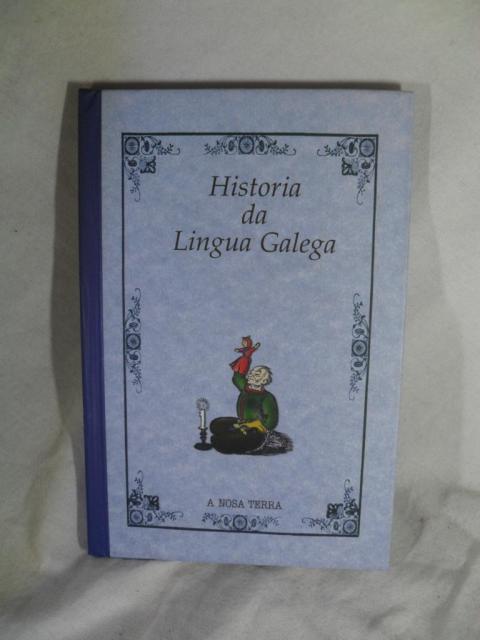 Historia
da
Lingua Galega
A NOSA TERRA